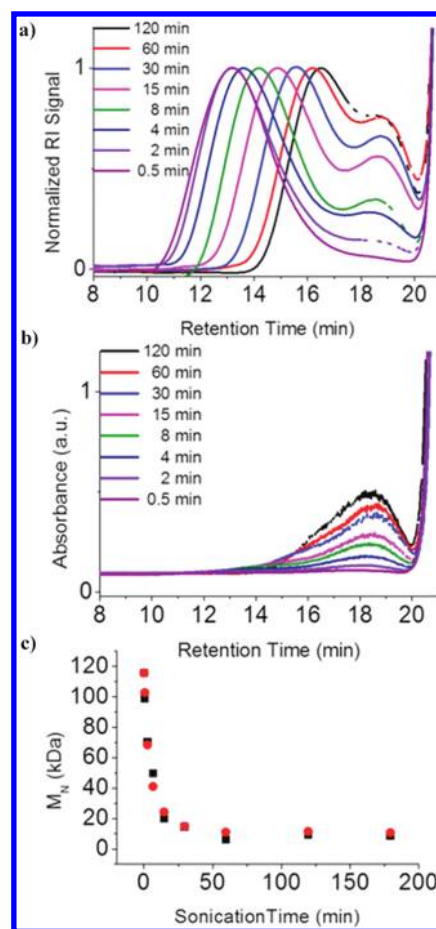 a)
120 min
60 min
30 min
15 min
8 min
4 min
2 min
0.5 min
1
0
Normalized RI Signal
8 10 12 14 16 18 20
Retention Time (min)
b)
120 min
60 min
30 min
15 min
8 min
4 min
2 min
0.5 min
1
0
Absorbance (a.u.)
8 10 12 14 16 18 20
Retention Time (min)
c)
120
100
80
60
40
20
0
M_N (kDa)
0 50 100 150 200
SonicationTime (min)